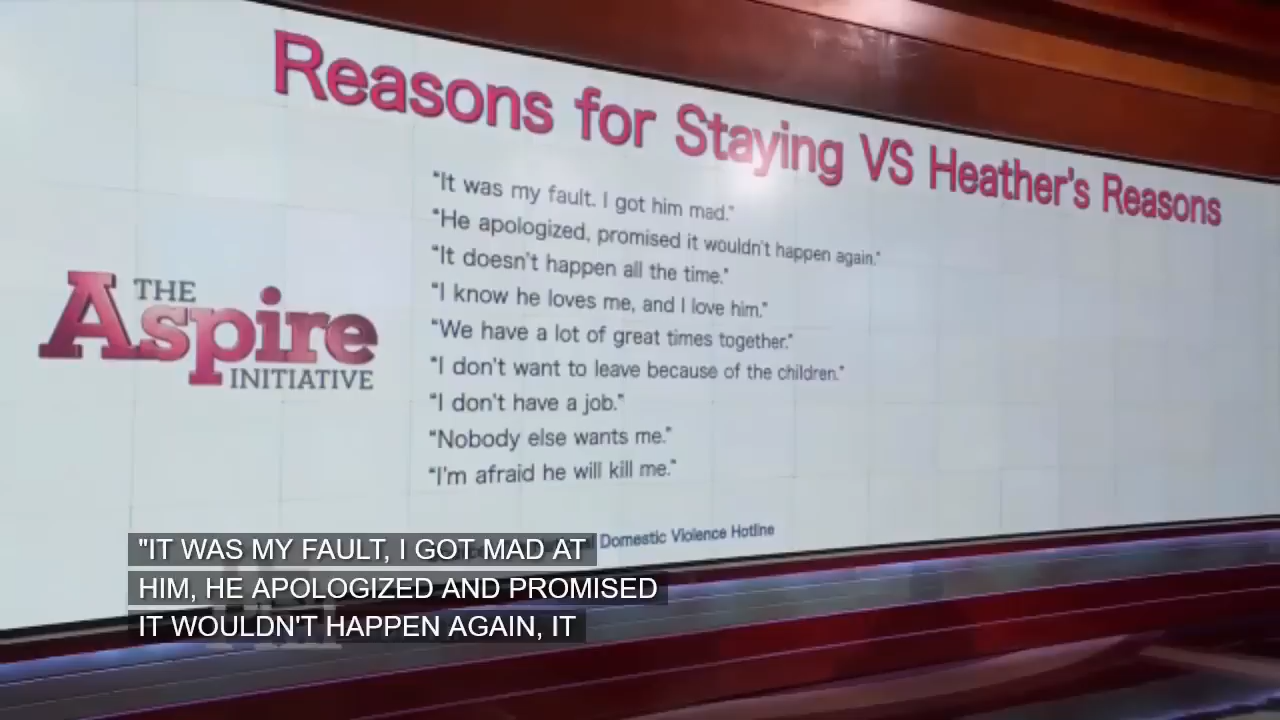 Reasons for Staying VS Heather's Reasons
"It was my fault. I got him mad."
"He apologized, promised it wouldn't happen again."
"It doesn't happen all the time."
"I know he loves me, and I love him."
"We have a lot of great times together."
"I don't want to leave because of the children."
"I don't have a job."
"Nobody else wants me."
"I'm afraid he will kill me."
THE
Aspire
INITIATIVE
Domestic Violence Hotline
"IT WAS MY FAULT, I GOT MAD AT
HIM, HE APOLOGIZED AND PROMISED
IT WOULDN'T HAPPEN AGAIN, IT